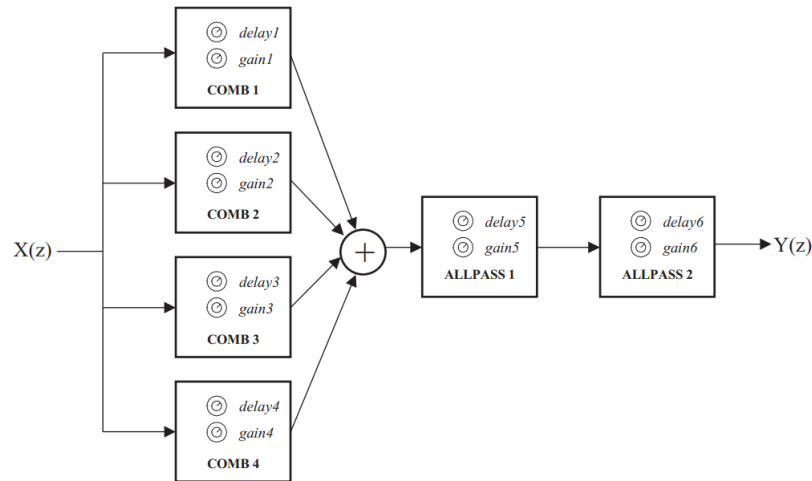 delay1
gain1
COMB 1
delay2
gain2
COMB 2
X(z)
delay3
gain3
COMB 3
delay4
gain4
COMB 4
+
delay5
gain5
ALLPASS 1
delay6
gain6
ALLPASS 2
Y(z)